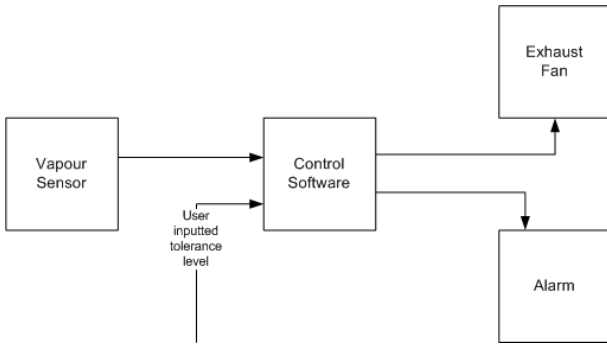 Exhaust
Fan
Vapour
Sensor
Control
Software
User
inputted
tolerance
level
Alarm